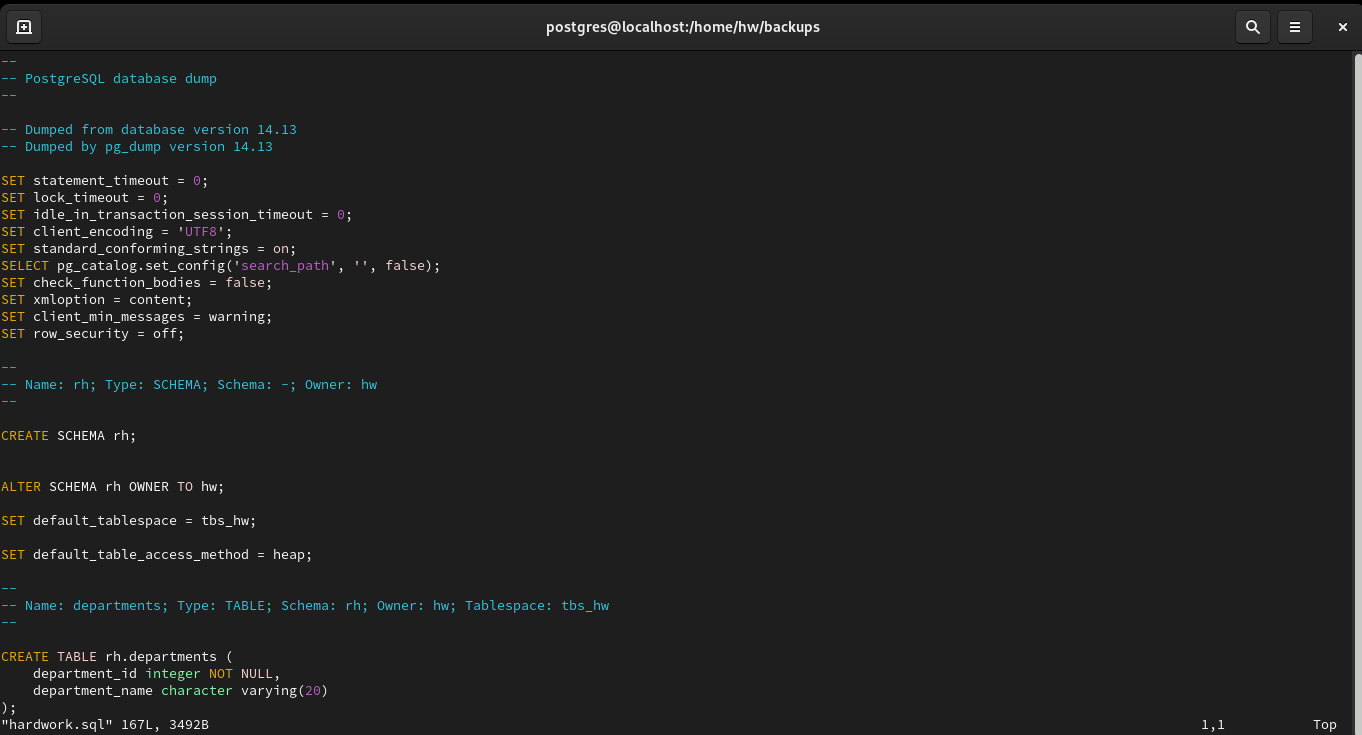 postgres@localhost:/home/hw/backups
--
-- PostgreSQL database dump
--
-- Dumped from database version 14.13
-- Dumped by pg_dump version 14.13
SET statement_timeout = 0;
SET lock_timeout = 0;
SET idle_in_transaction_session_timeout = 0;
SET client_encoding = 'UTF8';
SET standard_conforming_strings = on;
SELECT pg_catalog.set_config('search_path', '', false);
SET check_function_bodies = false;
SET xmloption = content;
SET client_min_messages = warning;
SET row_security = off;
--
-- Name: rh; Type: SCHEMA; Schema: -; Owner: hw
--
CREATE SCHEMA rh;
ALTER SCHEMA rh OWNER TO hw;
SET default_tablespace = tbs_hw;
SET default_table_access_method = heap;
--
-- Name: departments; Type: TABLE; Schema: rh; Owner: hw; Tablespace: tbs_hw
--
CREATE TABLE rh.departments (
    department_id integer NOT NULL,
    department_name character varying(20)
);
"hardwork.sql" 167L, 3492B 1,1 Top